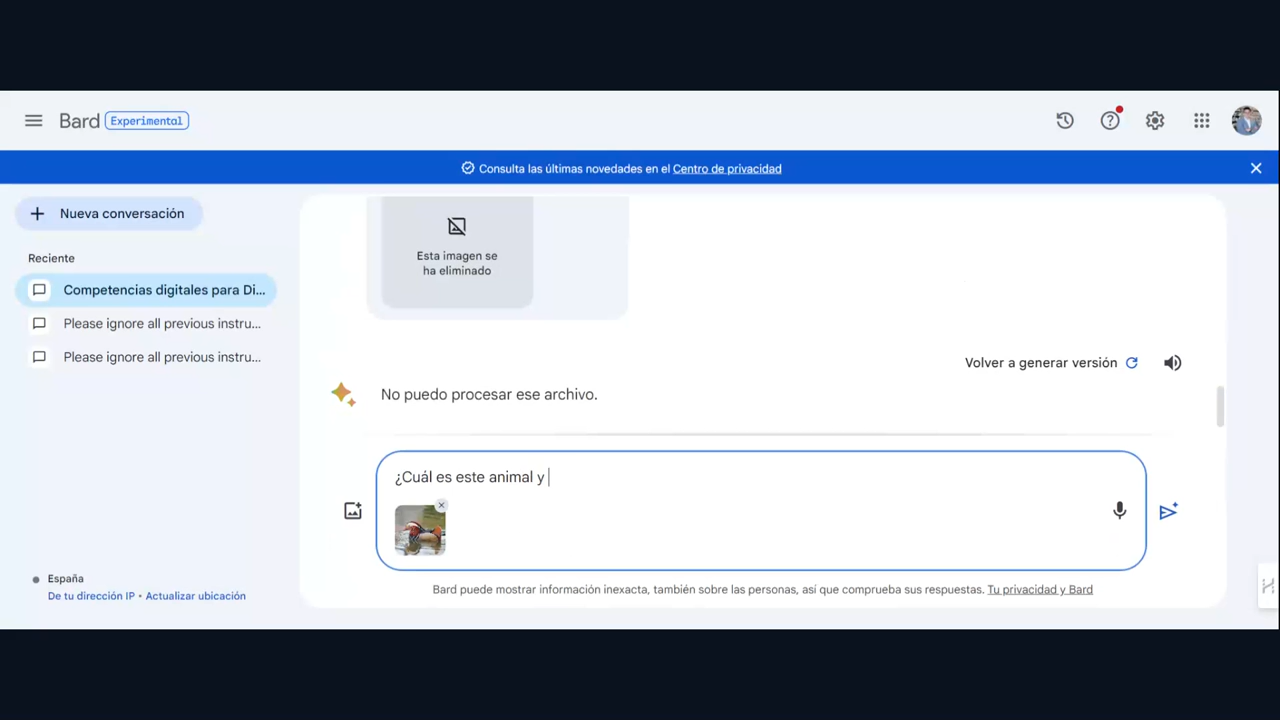 Bard Experimental
Consulta las últimas novedades en el Centro de privacidad
Nueva conversación
Reciente
Competencias digitales para Di...
Please ignore all previous instru...
Please ignore all previous instru...
España
De tu dirección IP • Actualizar ubicación
Esta imagen se
ha eliminado
Volver a generar versión
No puedo procesar ese archivo.
¿Cuál es este animal y
Bard puede mostrar información inexacta, también sobre las personas, así que comprueba sus respuestas. Tu privacidad y Bard